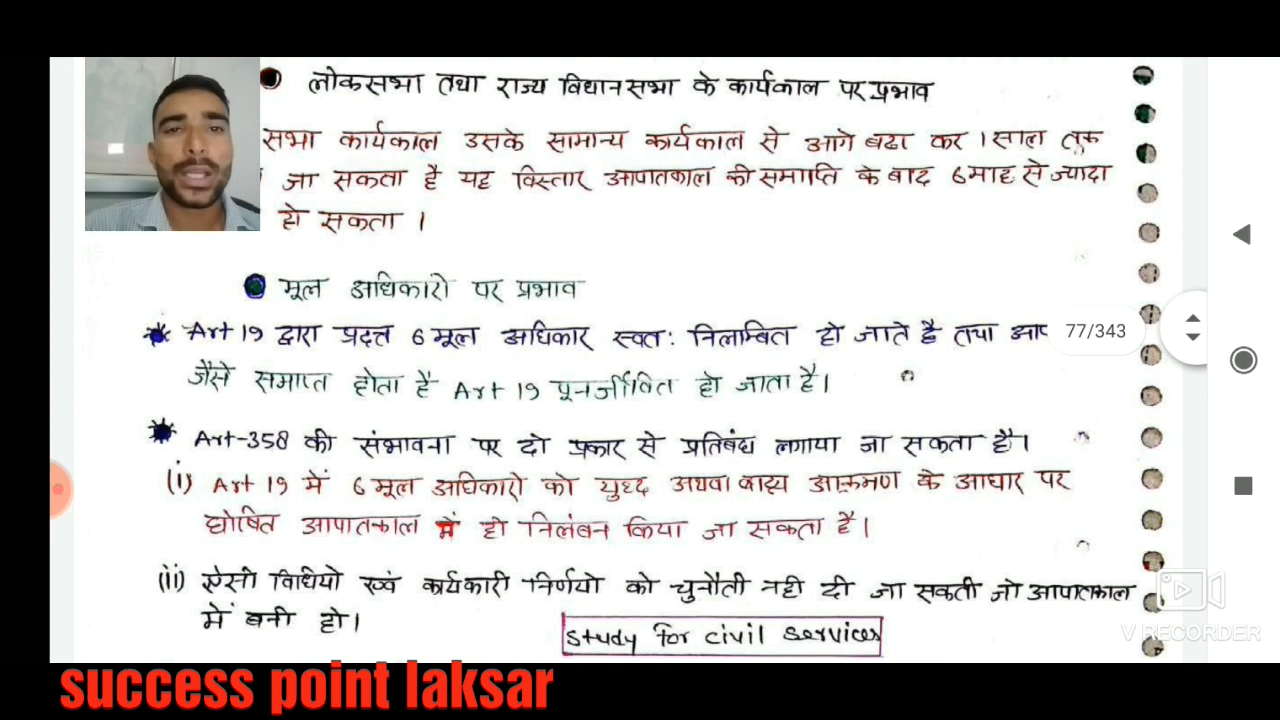 लोकसभा तथा राज्य विधानसभा के कार्यकाल पर प्रभाव
सभा कार्यकाल उसके सामान्य कार्यकाल से आगे बढा कर 1 साल तक
जा सकता है यह विस्तार आपातकाल की समाप्ति के बाद 6 माह से ज्यादा
हो सकता ।
मूल अधिकारो पर प्रभाव
Art 19 द्वारा प्रदत्त 6 मूल अधिकार स्वत: निलाम्बित हो जाते है तथा आप
77/343
जैसे समाप्त होता है Art 19 पूनर्जीवित हो जाता है।
Art-358 की संभावना पर दो प्रकार से प्रतिबंध लगाया जा सकता है।
(i) Art 19 में 6 मूल अधिकारो को युध्द अथवा वाह्य आक्रमण के आधार पर
घोषित आपातकाल में हो निलंबन किया जा सकता है।
(ii) ऐसी विधियो एवं कार्यकारी निर्णयो को चुनौती नही दी जा सकती जो आपातकाल
में बनी हो।
Study for civil services
V RECORDER
success point laksar